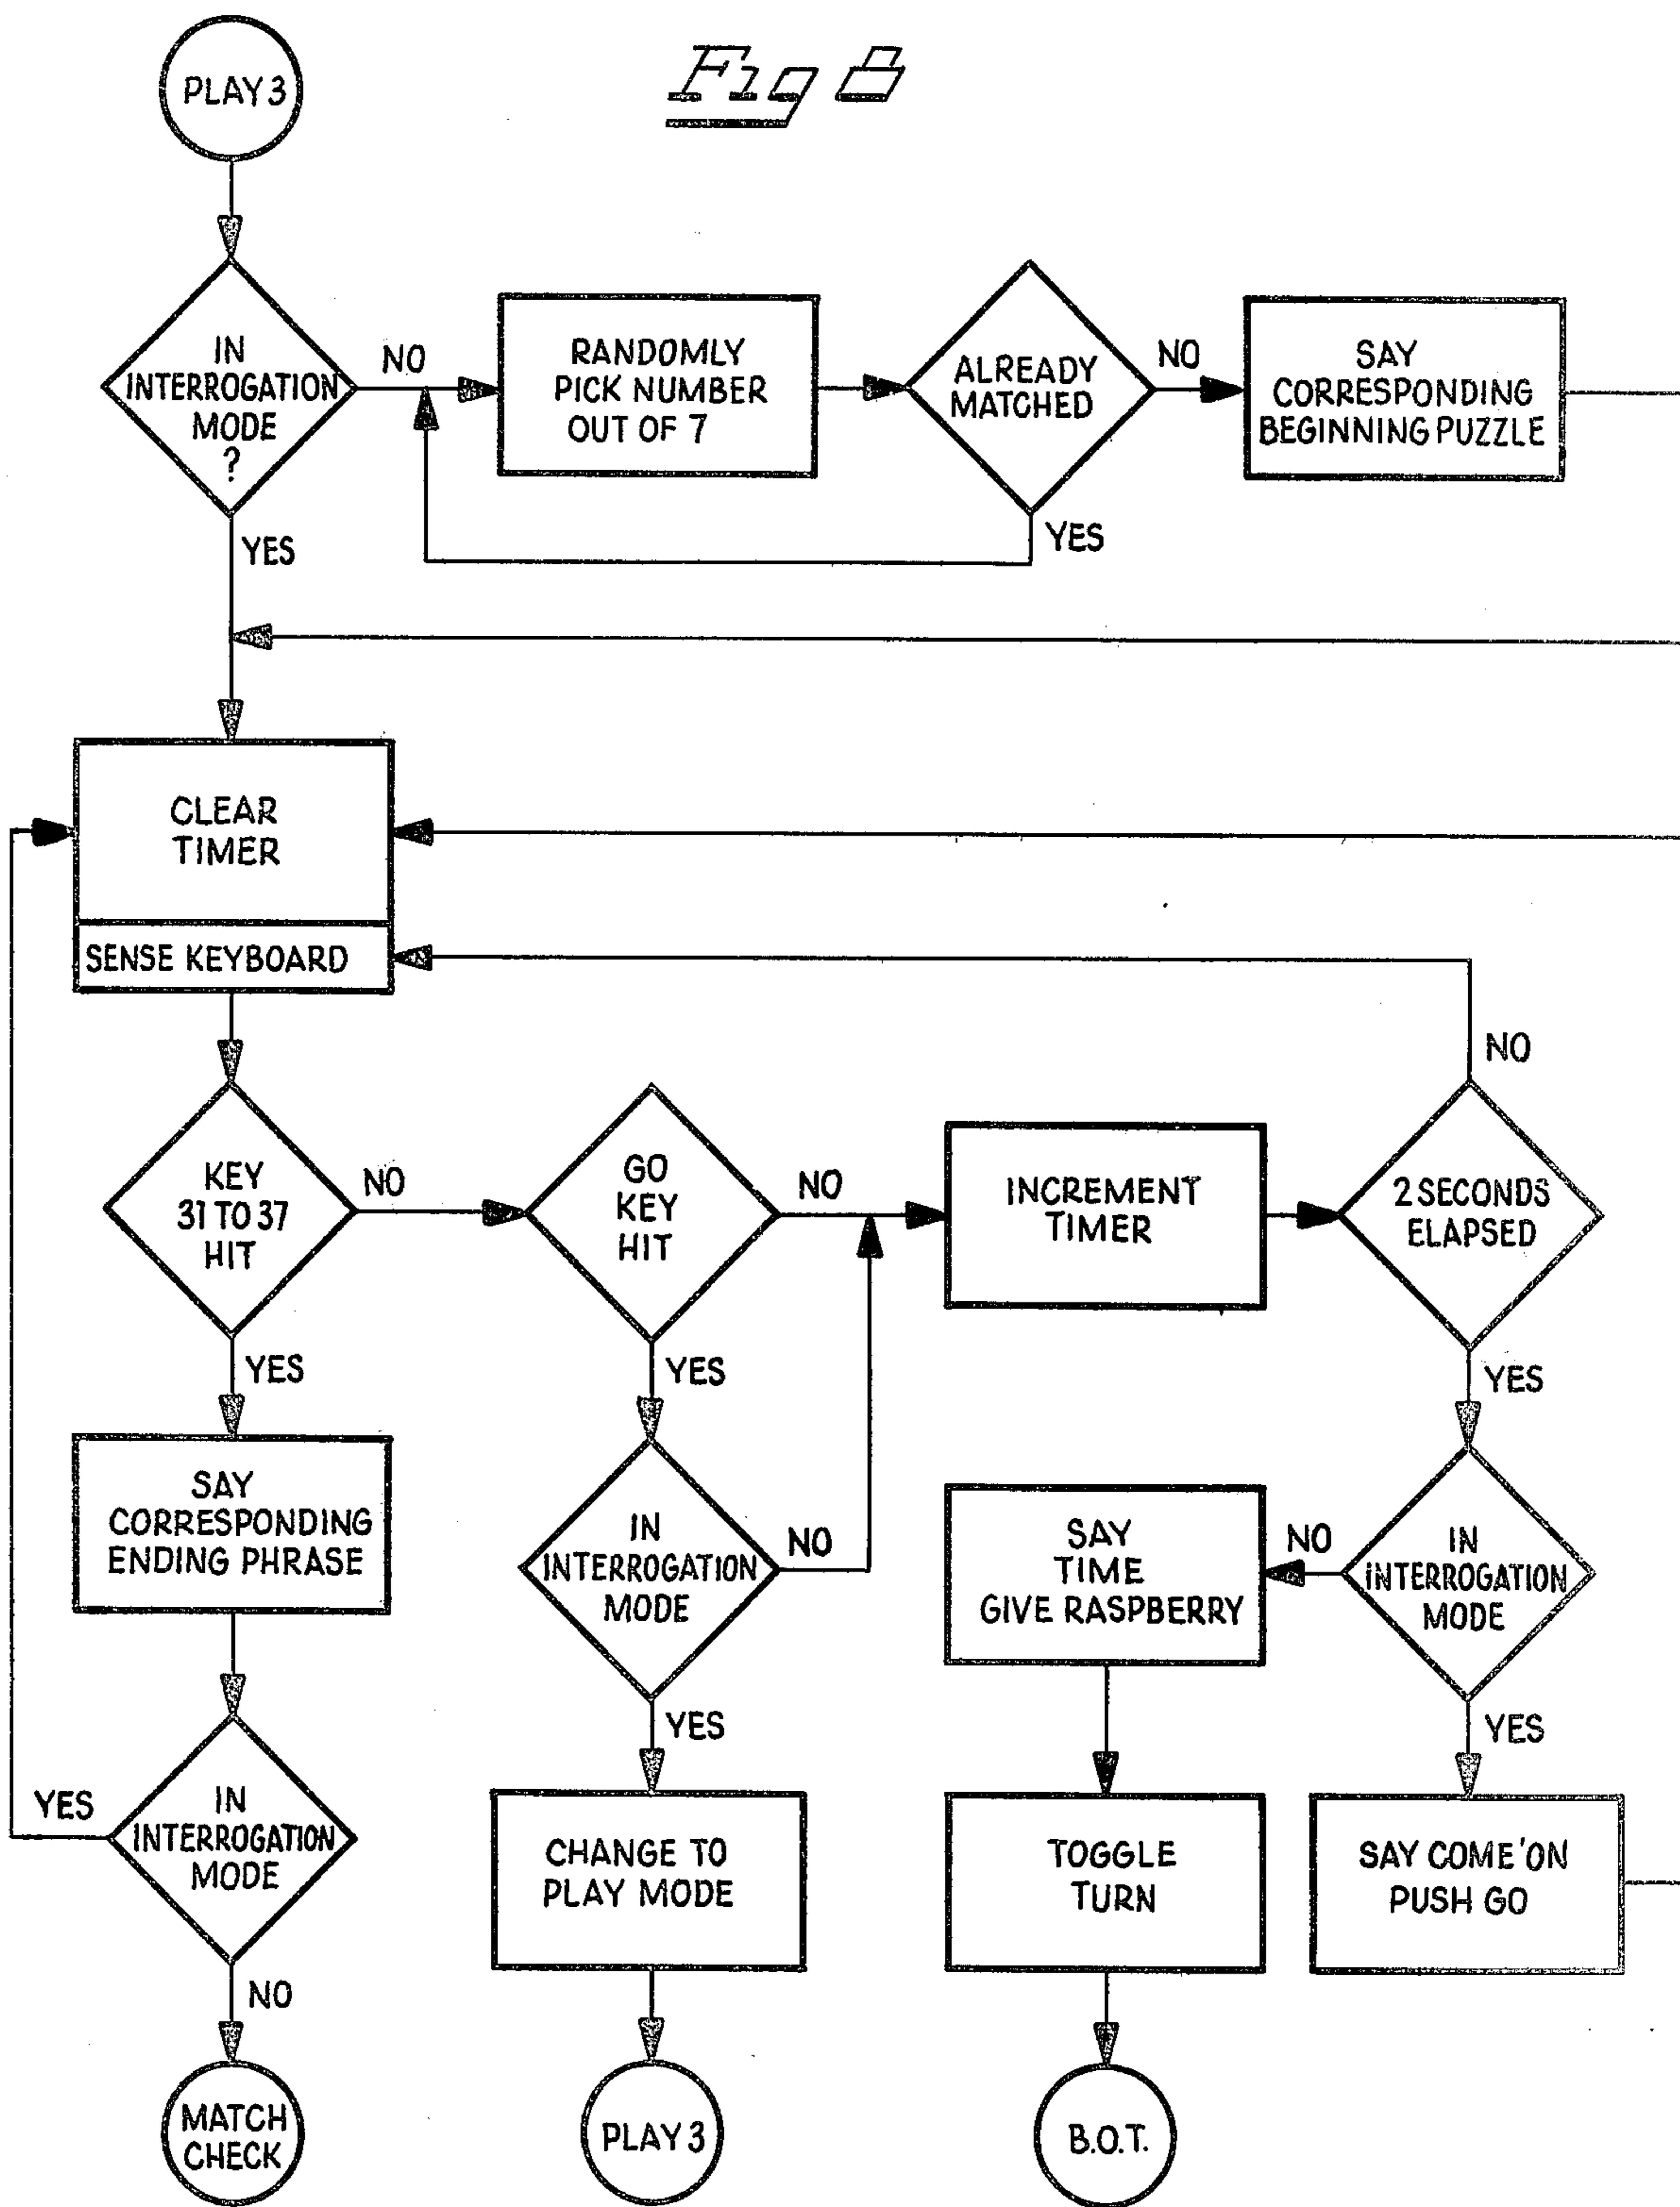 Fig 8
PLAY 3
IN
INTERROGATION
MODE
?
NO
YES
RANDOMLY
PICK NUMBER
OUT OF 7
ALREADY
MATCHED
NO
YES
SAY
CORRESPONDING
BEGINNING PUZZLE
CLEAR
TIMER
SENSE KEYBOARD
KEY
31 TO 37
HIT
NO
YES
GO
KEY
HIT
NO
YES
INCREMENT
TIMER
2 SECONDS
ELAPSED
NO
YES
SAY
CORRESPONDING
ENDING PHRASE
IN
INTERROGATION
MODE
NO
YES
SAY
TIME
GIVE RASPBERRY
NO
IN
INTERROGATION
MODE
YES
YES
IN
INTERROGATION
MODE
NO
CHANGE TO
PLAY MODE
TOGGLE
TURN
SAY COME'ON
PUSH GO
MATCH
CHECK
PLAY 3
B.O.T.